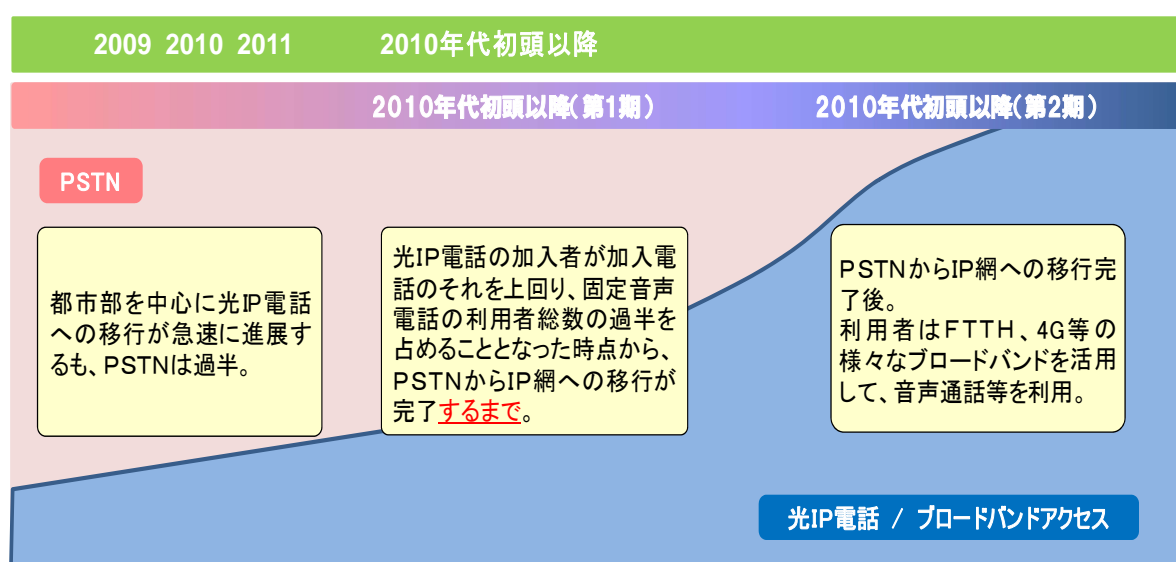 2009 2010 2011 2010年代初頭以降
2010年代初頭以降(第1期) 2010年代初頭以降(第2期)
PSTN
都市部を中心に光IP電話
への移行が急速に進展す
るも、PSTNは過半。
光IP電話の加入者が加入電
話のそれを上回り、固定音声
電話の利用者総数の過半を
占めることとなった時点から、
PSTNからIP網への移行が
完了するまで。
PSTNからIP網への移行完
了後。
利用者はFTTH、4G等の
様々なブロードバンドを活用
して、音声通話等を利用。
光IP電話 / ブロードバンドアクセス